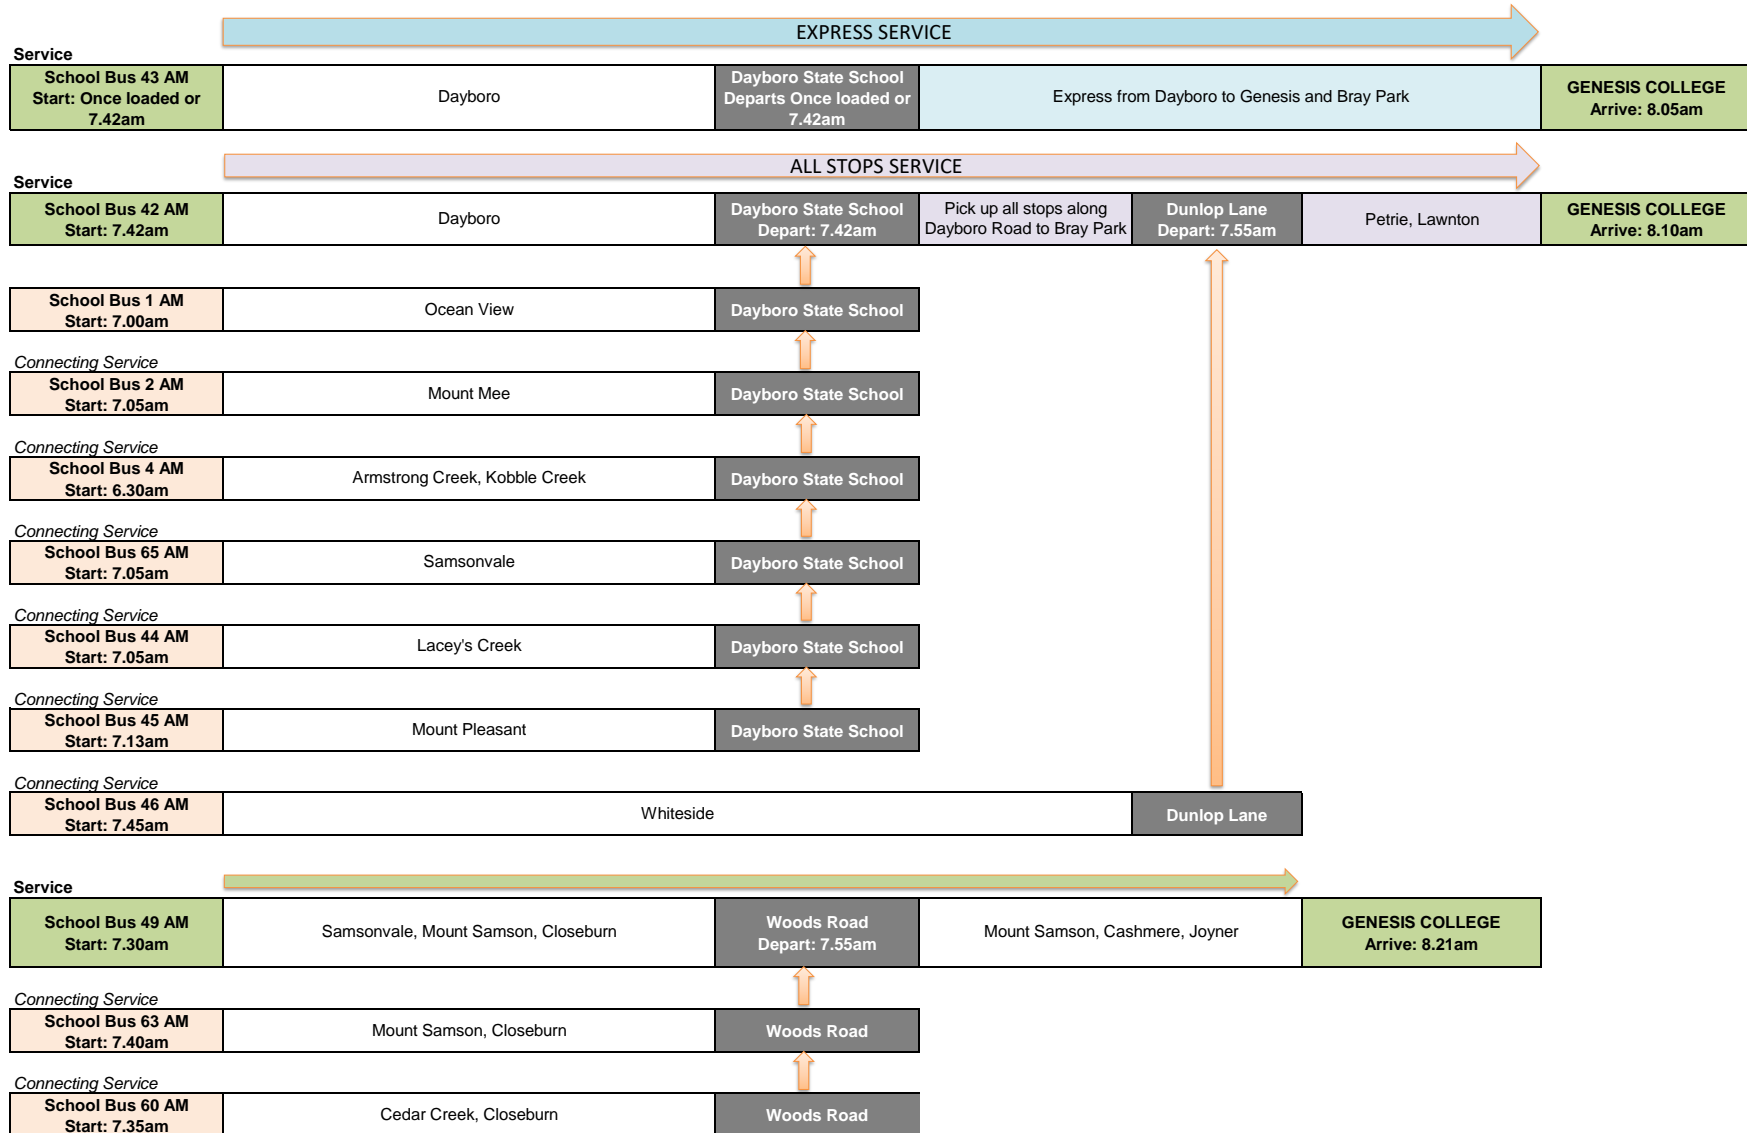 EXPRESS SERVICE
Service
School Bus 43 AM
Start: Once loaded or
7.42am
Dayboro
Dayboro State School
Departs Once loaded or
7.42am
Express from Dayboro to Genesis and Bray Park
GENESIS COLLEGE
Arrive: 8.05am
ALL STOPS SERVICE
Service
School Bus 42 AM
Start: 7.42am
Dayboro
Dayboro State School
Depart: 7.42am
Pick up all stops along
Dayboro Road to Bray Park
Dunlop Lane
Depart: 7.55am
Petrie, Lawnton
GENESIS COLLEGE
Arrive: 8.10am
School Bus 1 AM
Start: 7.00am
Ocean View
Dayboro State School
Connecting Service
School Bus 2 AM
Start: 7.05am
Mount Mee
Dayboro State School
Connecting Service
School Bus 4 AM
Start: 6.30am
Armstrong Creek, Kobble Creek
Dayboro State School
Connecting Service
School Bus 65 AM
Start: 7.05am
Samsonvale
Dayboro State School
Connecting Service
School Bus 44 AM
Start: 7.05am
Lacey's Creek
Dayboro State School
Connecting Service
School Bus 45 AM
Start: 7.13am
Mount Pleasant
Dayboro State School
Connecting Service
School Bus 46 AM
Start: 7.45am
Whiteside
Dunlop Lane
Service
School Bus 49 AM
Start: 7.30am
Samsonvale, Mount Samson, Closeburn
Woods Road
Depart: 7.55am
Mount Samson, Cashmere, Joyner
GENESIS COLLEGE
Arrive: 8.21am
Connecting Service
School Bus 63 AM
Start: 7.40am
Mount Samson, Closeburn
Woods Road
Connecting Service
School Bus 60 AM
Start: 7.35am
Cedar Creek, Closeburn
Woods Road